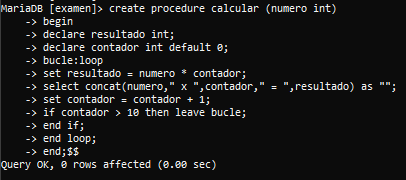 MariaDB [examen]> create procedure calcular (numero int)
    -> begin
    -> declare resultado int;
    -> declare contador int default 0;
    -> bucle:loop
    -> set resultado = numero * contador;
    -> select concat(numero," x ",contador," = ",resultado) as "";
    -> set contador = contador + 1;
    -> if contador > 10 then leave bucle;
    -> end if;
    -> end loop;
    -> end;$$
Query OK, 0 rows affected (0.00 sec)